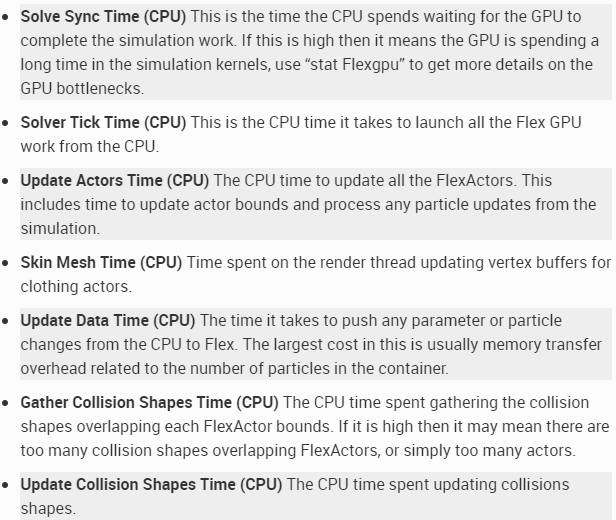 • Solve Sync Time (CPU) This is the time the CPU spends waiting for the GPU to
complete the simulation work. If this is high then it means the GPU is spending a
long time in the simulation kernels, use “stat Flexgpu” to get more details on the
GPU bottlenecks.
• Solver Tick Time (CPU) This is the CPU time it takes to launch all the Flex GPU
work from the CPU.
• Update Actors Time (CPU) The CPU time to update all the FlexActors. This
includes time to update actor bounds and process any particle updates from the
simulation.
• Skin Mesh Time (CPU) Time spent on the render thread updating vertex buffers for
clothing actors.
• Update Data Time (CPU) The time it takes to push any parameter or particle
changes from the CPU to Flex. The largest cost in this is usually memory transfer
overhead related to the number of particles in the container.
• Gather Collision Shapes Time (CPU) The CPU time spent gathering the collision
shapes overlapping each FlexActor bounds. If it is high then it may mean there are
too many collision shapes overlapping FlexActors, or simply too many actors.
• Update Collision Shapes Time (CPU) The CPU time spent updating collisions
shapes.